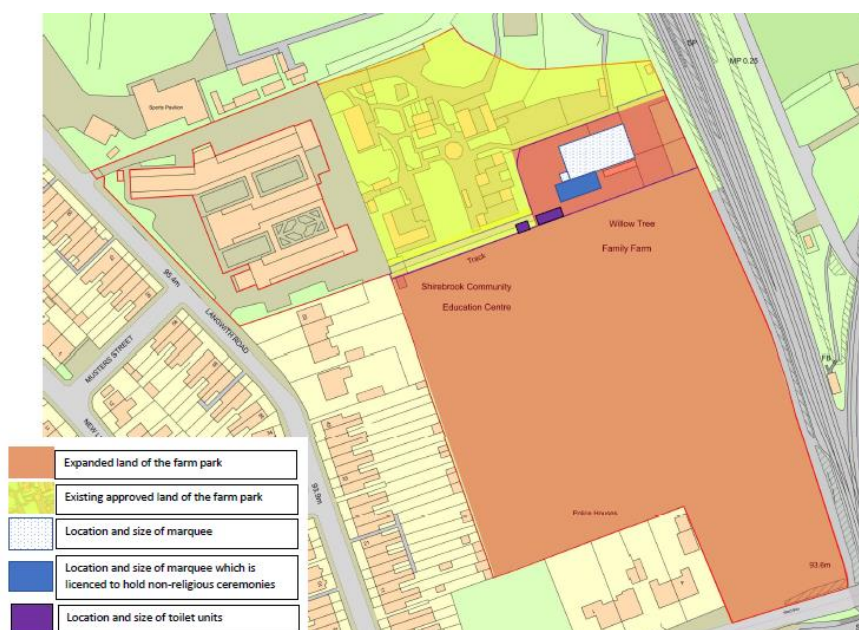 SP
MP 0.25
Sports Pavilion
Willow Tree
Family Farm
Track
Shirebrook Community
Education Centre
95.4m
LANGWITH ROAD
MUSTERS STREET
FB
93.9m
Police Houses
93.6m
Expanded land of the farm park
Existing approved land of the farm park
Location and size of marquee
Location and size of marquee which is
licenced to hold non-religious ceremonies
Location and size of toilet units